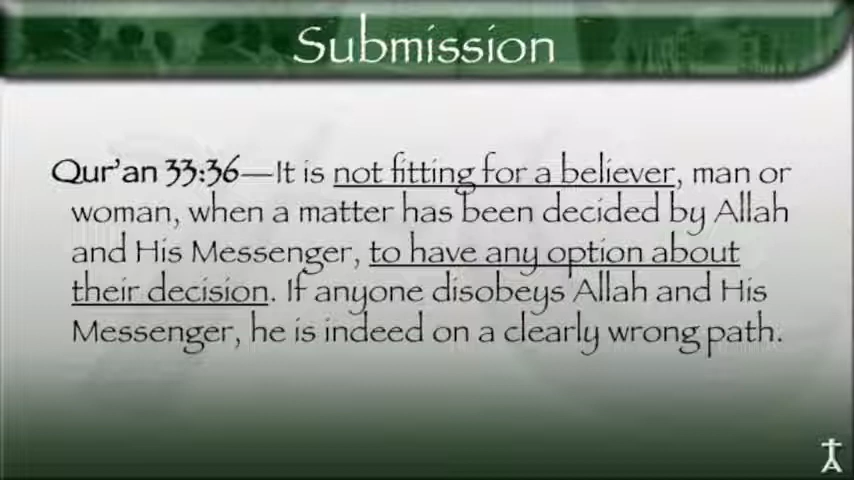 Submission
Qur'an 33:36—It is not fitting for a believer, man or
woman, when a matter has been decided by Allah
and His Messenger, to have any option about
their decision. If anyone disobeys Allah and His
Messenger, he is indeed on a clearly wrong path.